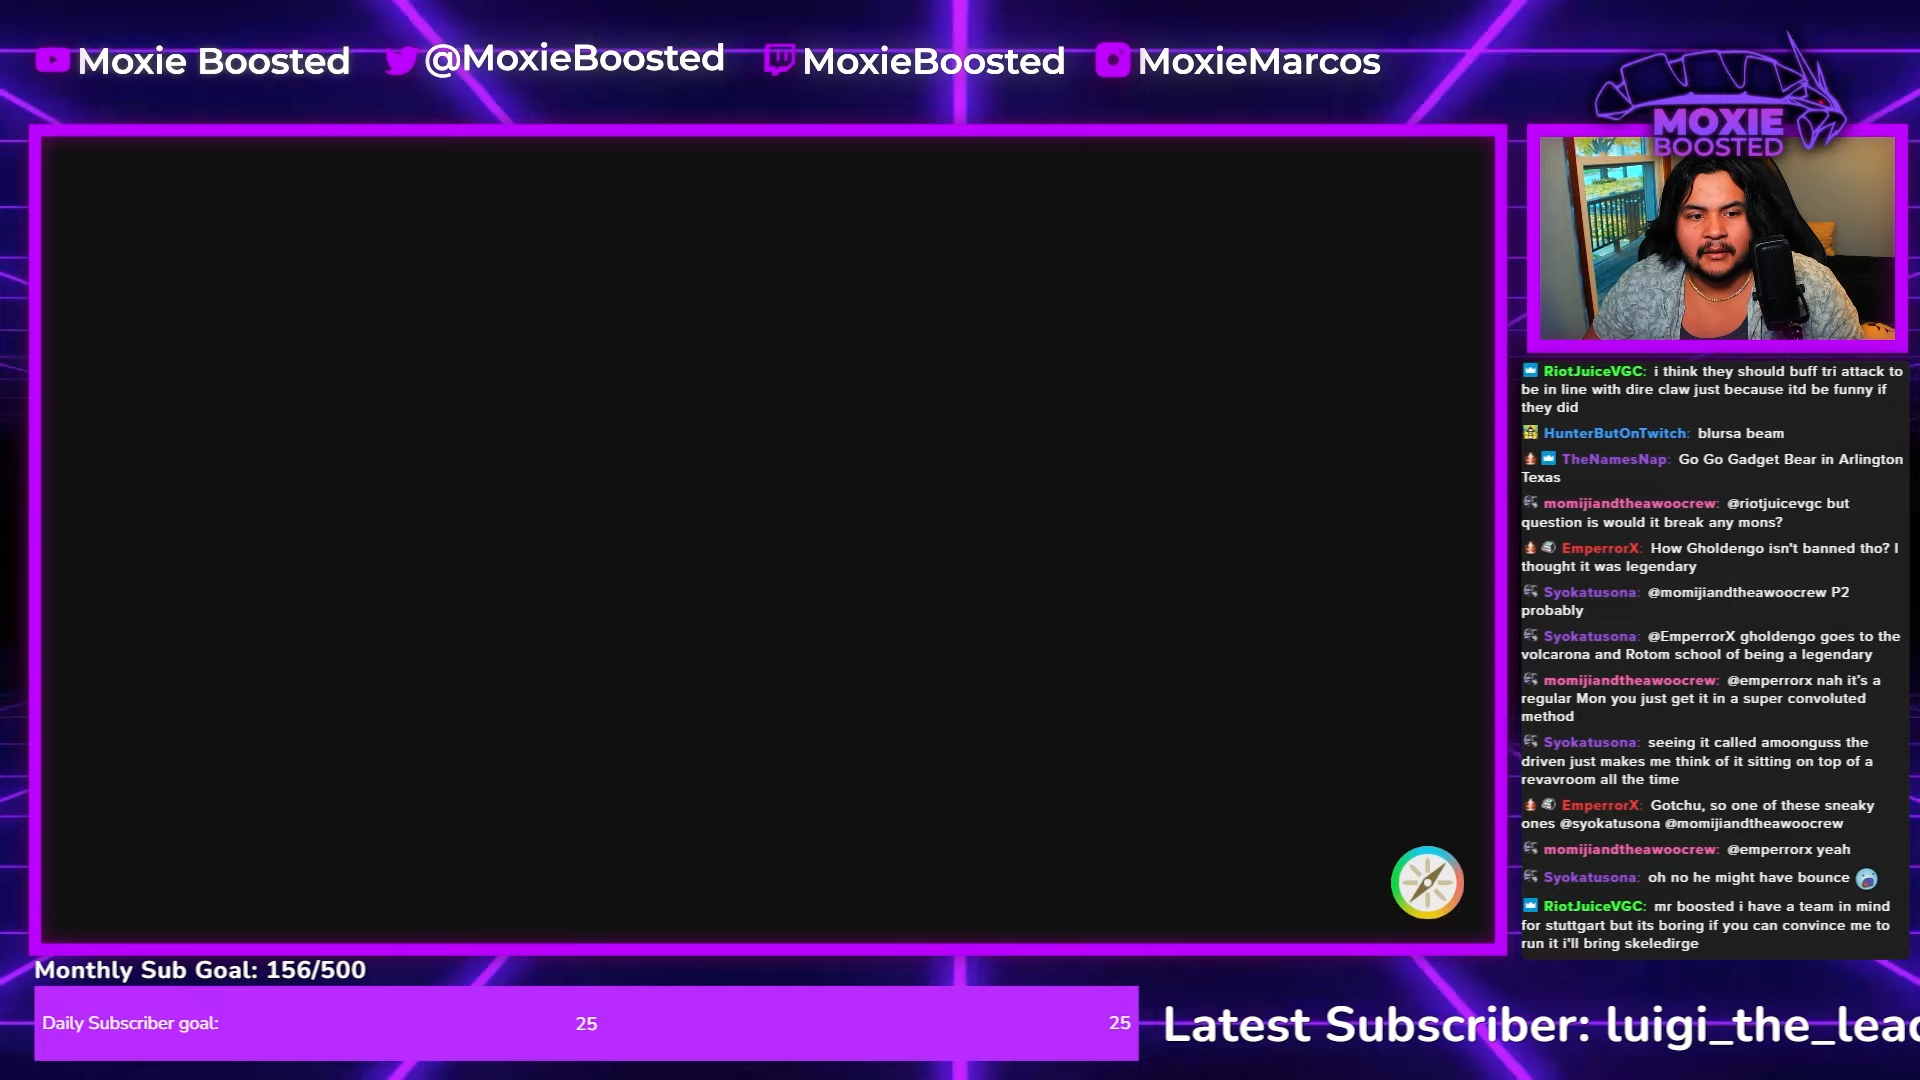 Moxie Boosted @MoxieBoosted MoxieBoosted MoxieMarcos
MOXIE
BOOSTED
RiotJuiceVGC: i think they should buff tri attack to
be in line with dire claw just because itd be funny if
they did
HunterButOnTwitch: blursa beam
TheNamesNap: Go Go Gadget Bear in Arlington
Texas
momijiandtheawoocrew: @riotjuicevgc but
question is would it break any mons?
EmperrorX: How Gholdengo isn't banned tho? I
thought it was legendary
Syokatusona: @momijiandtheawoocrew P2
probably
Syokatusona: @EmperrorX gholdengo goes to the
volcarona and Rotom school of being a legendary
momijiandtheawoocrew: @emperrorx nah it's a
regular Mon you just get it in a super convoluted
method
Syokatusona: seeing it called amoonguss the
driven just makes me think of it sitting on top of a
revavroom all the time
EmperrorX: Gotchu, so one of these sneaky
ones @syokatusona @momijiandtheawoocrew
momijiandtheawoocrew: @emperrorx yeah
Syokatusona: oh no he might have bounce
RiotJuiceVGC: mr boosted i have a team in mind
for stuttgart but its boring if you can convince me to
run it i'll bring skeledirge
Monthly Sub Goal: 156/500
Daily Subscriber goal: 25 25
Latest Subscriber: luigi_the_lead